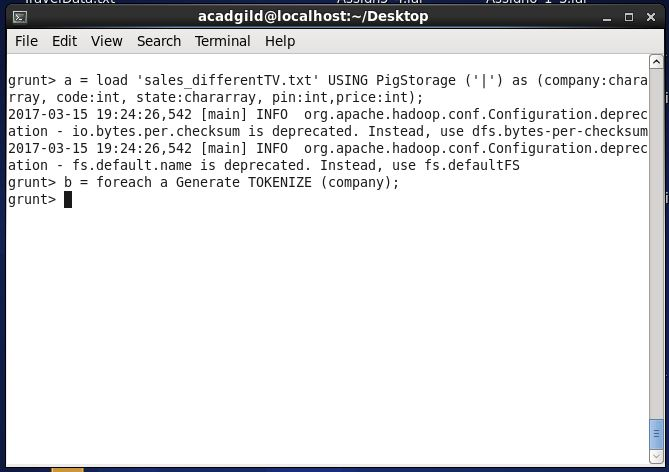 TravelData.txt
acadgild@localhost:~/Desktop
File Edit View Search Terminal Help
grunt> a = load 'sales_differentTV.txt' USING PigStorage ('|') as (company:chara
rray, code:int, state:chararray, pin:int,price:int);
2017-03-15 19:24:26,542 [main] INFO  org.apache.hadoop.conf.Configuration.deprec
ation - io.bytes.per.checksum is deprecated. Instead, use dfs.bytes-per-checksum
2017-03-15 19:24:26,542 [main] INFO  org.apache.hadoop.conf.Configuration.deprec
ation - fs.default.name is deprecated. Instead, use fs.defaultFS
grunt> b = foreach a Generate TOKENIZE (company);
grunt>